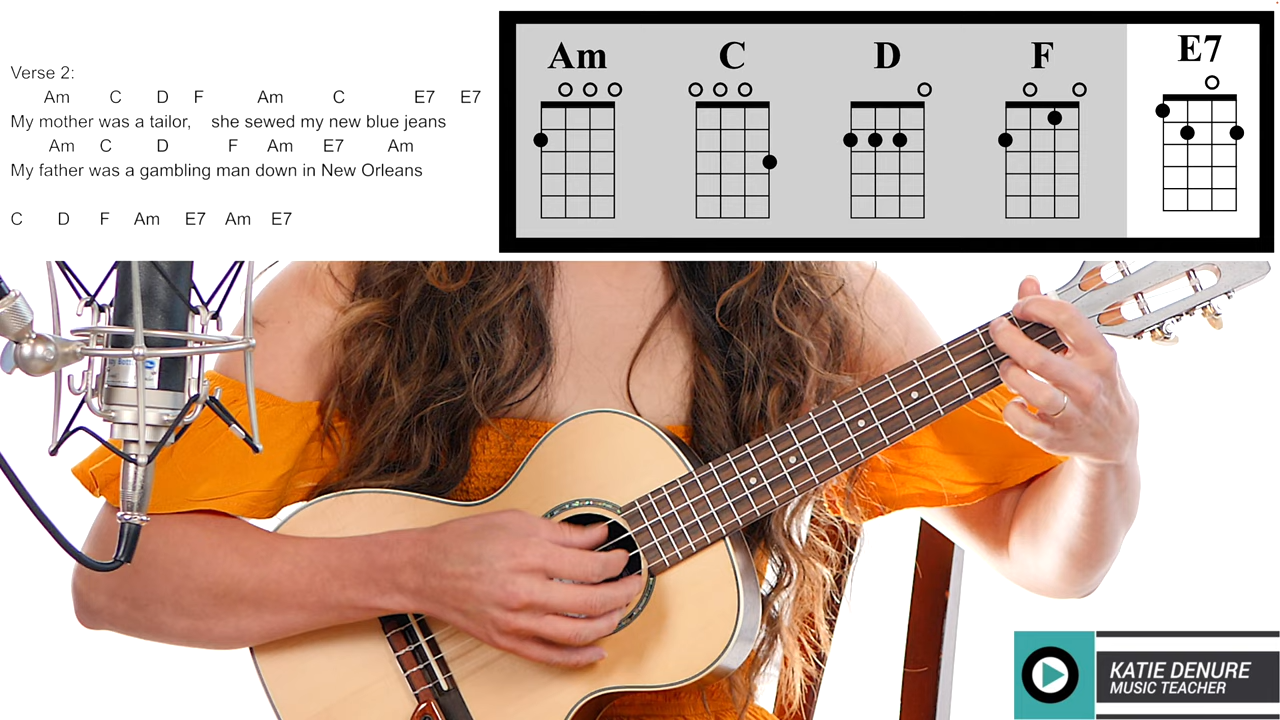 Verse 2:
Am C D F Am C E7 E7
My mother was a tailor, she sewed my new blue jeans
Am C D F Am E7 Am
My father was a gambling man down in New Orleans
C D F Am E7 Am E7
Am C D F E7
KATIE DENURE
MUSIC TEACHER